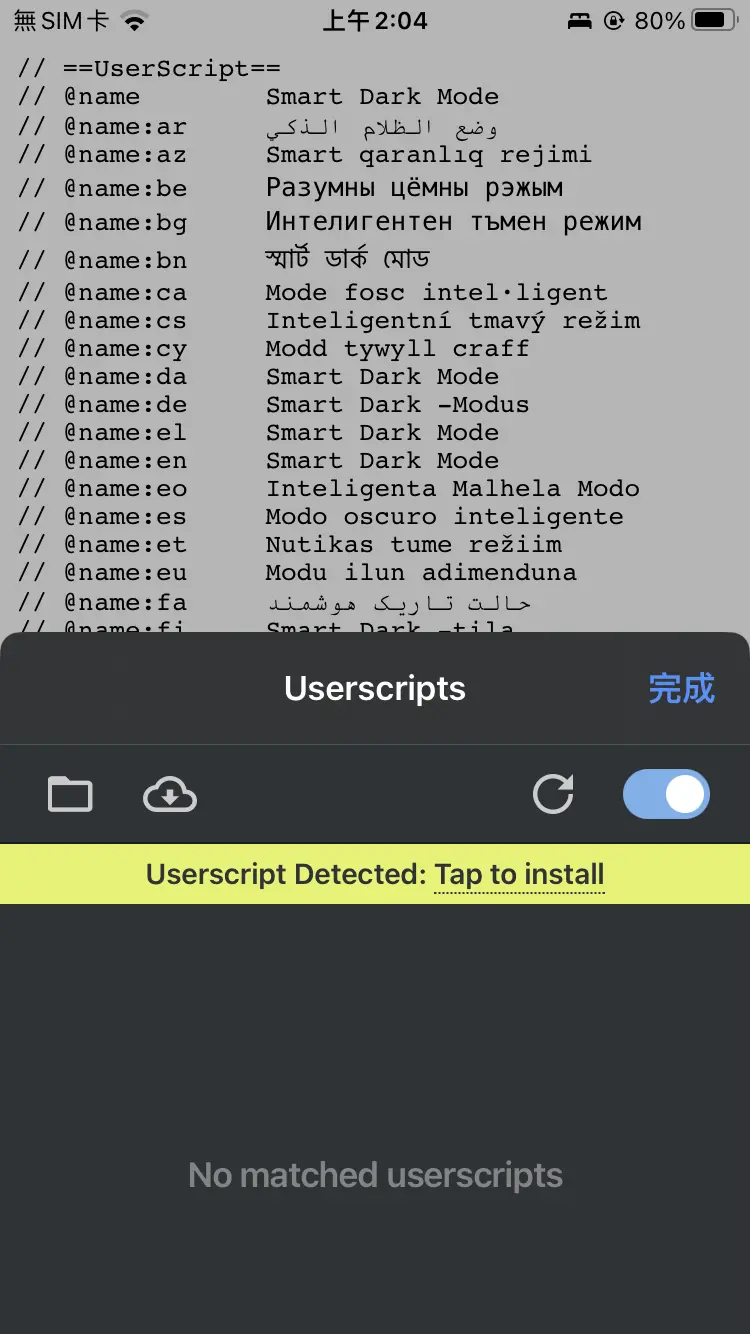 無SIM卡 上午2:04 80%
// ==UserScript==
// @name Smart Dark Mode
// @name:ar وضع الظلام الذكي
// @name:az Smart qaranlıq rejimi
// @name:be Разумны цёмны рэжым
// @name:bg Интелигентен тъмен режим
// @name:bn স্মার্ট ডার্ক মোড
// @name:ca Mode fosc intel·ligent
// @name:cs Inteligentní tmavý režim
// @name:cy Modd tywyll craff
// @name:da Smart Dark Mode
// @name:de Smart Dark -Modus
// @name:el Smart Dark Mode
// @name:en Smart Dark Mode
// @name:eo Inteligenta Malhela Modo
// @name:es Modo oscuro inteligente
// @name:et Nutikas tume režiim
// @name:eu Modu ilun adimenduna
// @name:fa حالت تاریک هوشمند
// @name:fi Smart Dark -tila
Userscripts 完成
Userscript Detected: Tap to install
No matched userscripts